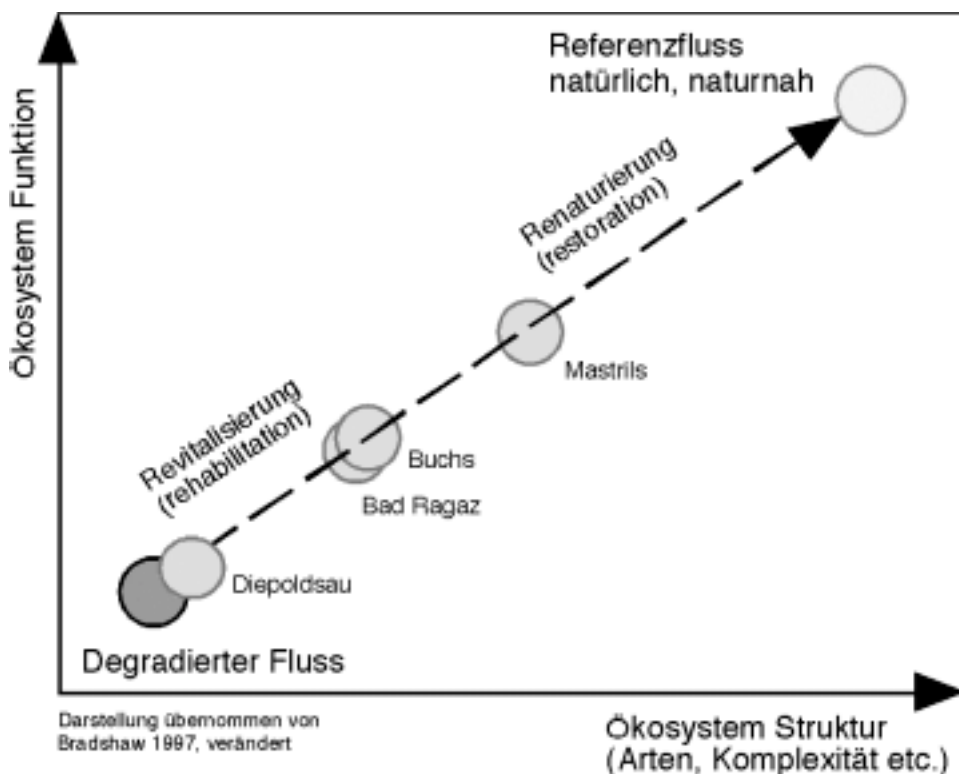 Referenzfluss
natürlich, naturnah
Ökosystem Funktion
Renaturierung
(restoration)
Mastrils
Revitalisierung
(rehabilitation)
Buchs
Bad Ragaz
Diepoldsau
Degradierter Fluss
Darstellung übernommen von
Bradshaw 1997, verändert
Ökosystem Struktur
(Arten, Komplexität etc.)